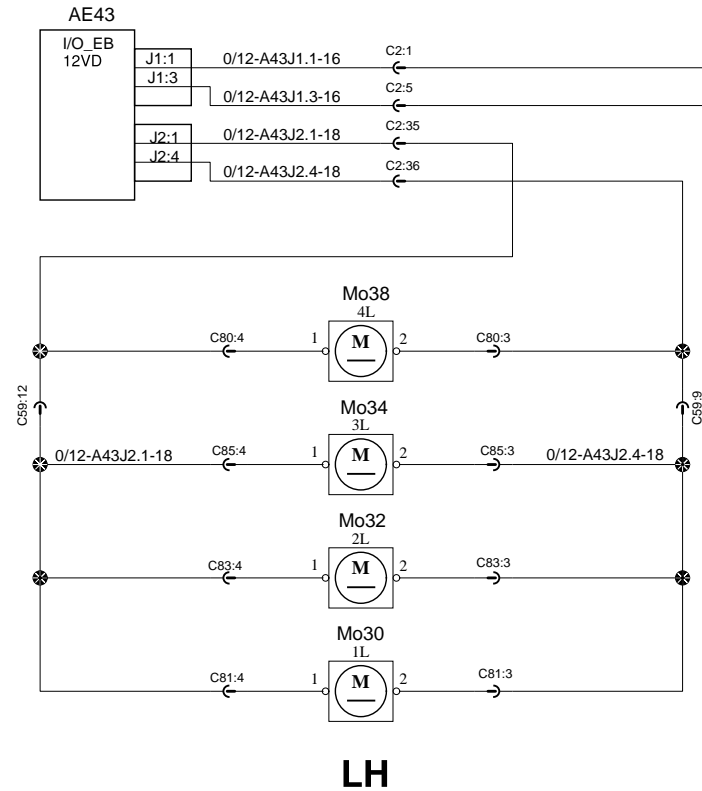 AE43
I/O_EB
12VD
J1:1 0/12-A43J1.1-16 C2:1
J1:3 0/12-A43J1.3-16 C2:5
J2:1 0/12-A43J2.1-18 C2:35
J2:4 0/12-A43J2.4-18 C2:36
Mo38
4L
C80:4 1 M 2 C80:3
C59:12 C59:9
Mo34
3L
0/12-A43J2.1-18 C85:4 1 M 2 C85:3 0/12-A43J2.4-18
Mo32
2L
C83:4 1 M 2 C83:3
Mo30
1L
C81:4 1 M 2 C81:3
LH